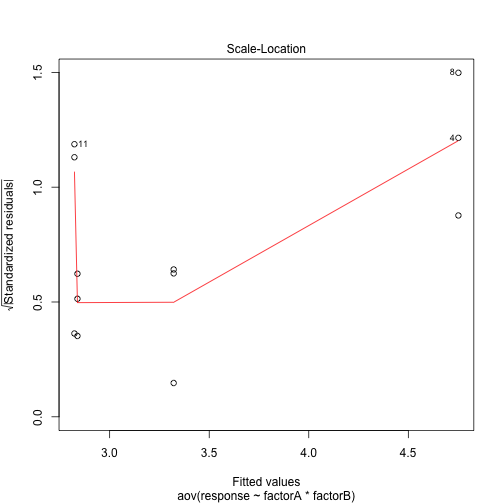 Scale-Location
1.5
1.0
0.5
0.0
√|Standardized residuals|
8
4
11
3.0 3.5 4.0 4.5
Fitted values
aov(response ~ factorA * factorB)